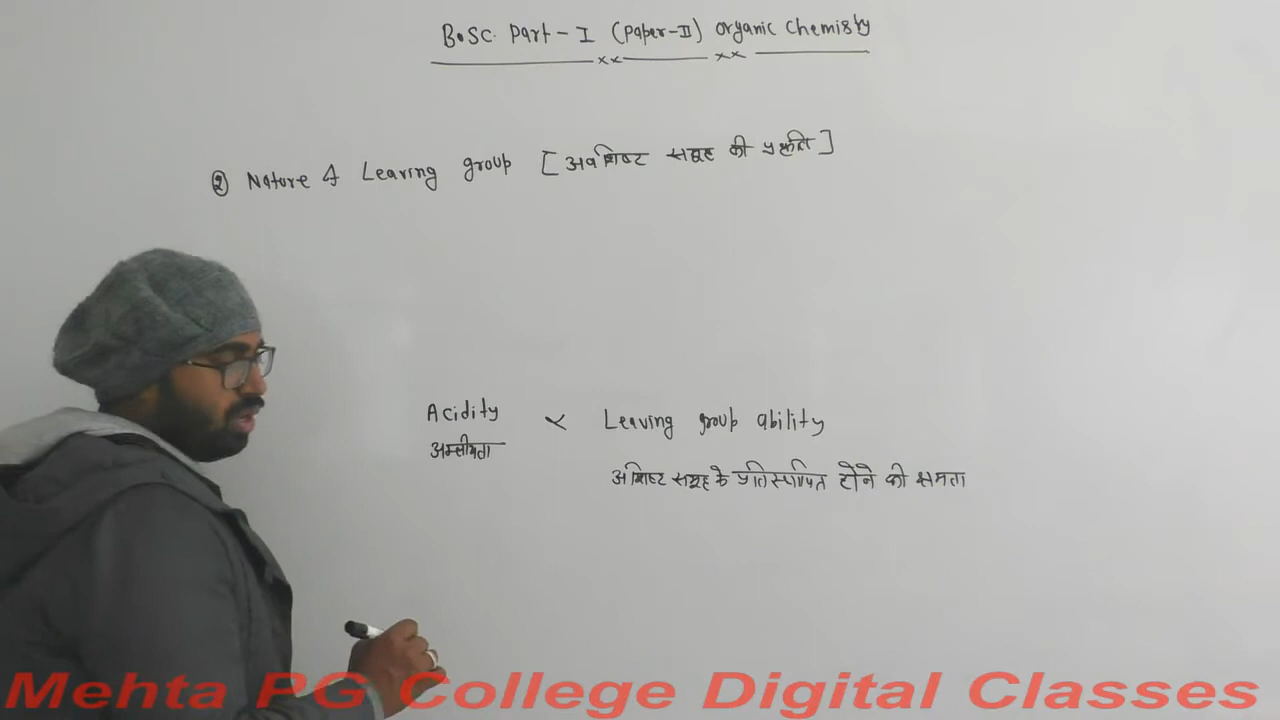 B.SC. Part-I (Paper-II) Organic Chemistry
② Nature of Leaving group [अवशिष्ट समूह की प्रकृति]
Acidity ∝ Leaving group ability
अम्लीयता
अशिष्ट समूह के प्रतिस्थापित होने की क्षमता
Mehta PG College Digital Classes